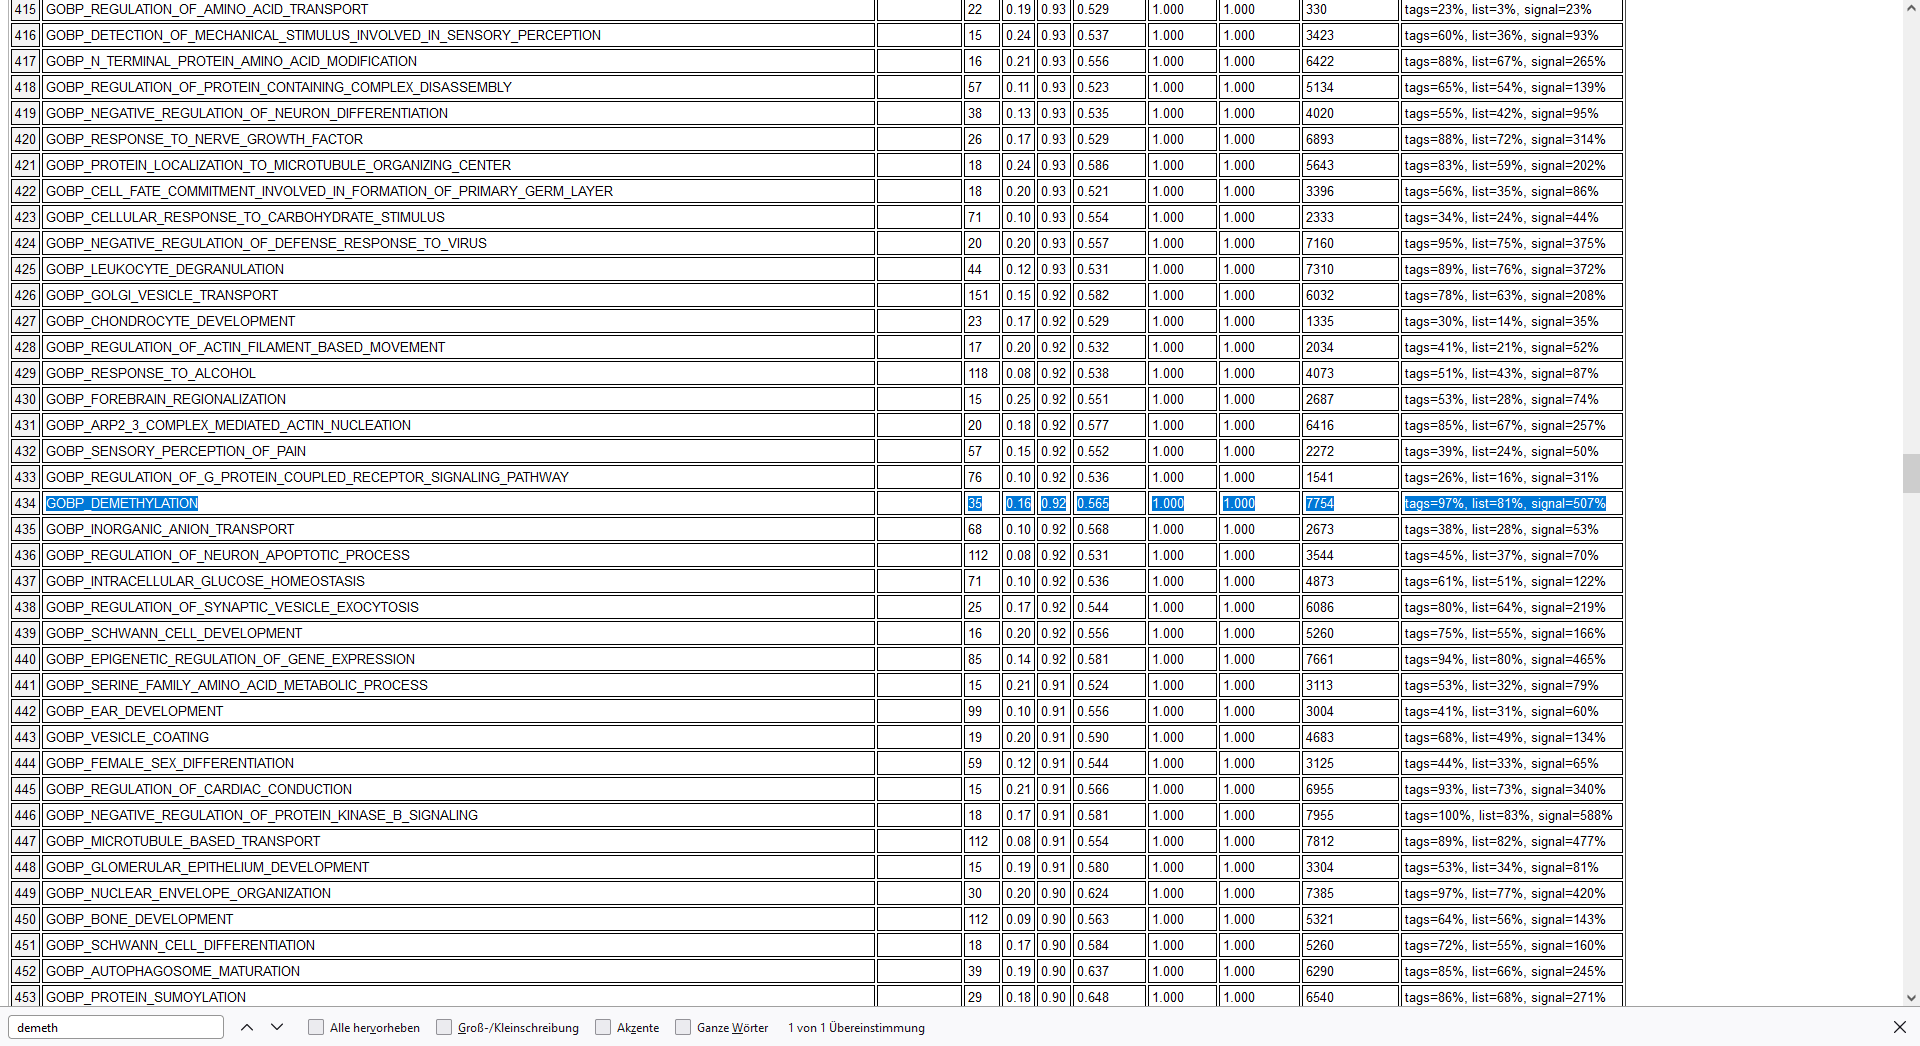 415 GOBP_REGULATION_OF_AMINO_ACID_TRANSPORT 22 0.19 0.93 0.529 1.000 1.000 330 tags=23%, list=3%, signal=23%
416 GOBP_DETECTION_OF_MECHANICAL_STIMULUS_INVOLVED_IN_SENSORY_PERCEPTION 15 0.24 0.93 0.537 1.000 1.000 3423 tags=60%, list=36%, signal=93%
417 GOBP_N_TERMINAL_PROTEIN_AMINO_ACID_MODIFICATION 16 0.21 0.93 0.556 1.000 1.000 6422 tags=88%, list=67%, signal=265%
418 GOBP_REGULATION_OF_PROTEIN_CONTAINING_COMPLEX_DISASSEMBLY 57 0.11 0.93 0.523 1.000 1.000 5134 tags=65%, list=54%, signal=139%
419 GOBP_NEGATIVE_REGULATION_OF_NEURON_DIFFERENTIATION 38 0.13 0.93 0.535 1.000 1.000 4020 tags=55%, list=42%, signal=95%
420 GOBP_RESPONSE_TO_NERVE_GROWTH_FACTOR 26 0.17 0.93 0.529 1.000 1.000 6893 tags=88%, list=72%, signal=314%
421 GOBP_PROTEIN_LOCALIZATION_TO_MICROTUBULE_ORGANIZING_CENTER 18 0.24 0.93 0.586 1.000 1.000 5643 tags=83%, list=59%, signal=202%
422 GOBP_CELL_FATE_COMMITMENT_INVOLVED_IN_FORMATION_OF_PRIMARY_GERM_LAYER 18 0.20 0.93 0.521 1.000 1.000 3396 tags=56%, list=35%, signal=86%
423 GOBP_CELLULAR_RESPONSE_TO_CARBOHYDRATE_STIMULUS 71 0.10 0.93 0.554 1.000 1.000 2333 tags=34%, list=24%, signal=44%
424 GOBP_NEGATIVE_REGULATION_OF_DEFENSE_RESPONSE_TO_VIRUS 20 0.20 0.93 0.557 1.000 1.000 7160 tags=95%, list=75%, signal=375%
425 GOBP_LEUKOCYTE_DEGRANULATION 44 0.12 0.93 0.531 1.000 1.000 7310 tags=89%, list=76%, signal=372%
426 GOBP_GOLGI_VESICLE_TRANSPORT 151 0.15 0.92 0.582 1.000 1.000 6032 tags=78%, list=63%, signal=208%
427 GOBP_CHONDROCYTE_DEVELOPMENT 23 0.17 0.92 0.529 1.000 1.000 1335 tags=30%, list=14%, signal=35%
428 GOBP_REGULATION_OF_ACTIN_FILAMENT_BASED_MOVEMENT 17 0.20 0.92 0.532 1.000 1.000 2034 tags=41%, list=21%, signal=52%
429 GOBP_RESPONSE_TO_ALCOHOL 118 0.08 0.92 0.538 1.000 1.000 4073 tags=51%, list=43%, signal=87%
430 GOBP_FOREBRAIN_REGIONALIZATION 15 0.25 0.92 0.551 1.000 1.000 2687 tags=53%, list=28%, signal=74%
431 GOBP_ARP2_3_COMPLEX_MEDIATED_ACTIN_NUCLEATION 20 0.18 0.92 0.577 1.000 1.000 6416 tags=85%, list=67%, signal=257%
432 GOBP_SENSORY_PERCEPTION_OF_PAIN 57 0.15 0.92 0.552 1.000 1.000 2272 tags=39%, list=24%, signal=50%
433 GOBP_REGULATION_OF_G_PROTEIN_COUPLED_RECEPTOR_SIGNALING_PATHWAY 76 0.10 0.92 0.536 1.000 1.000 1541 tags=26%, list=16%, signal=31%
434 GOBP_DEMETHYLATION 35 0.16 0.92 0.565 1.000 1.000 7754 tags=97%, list=81%, signal=507%
435 GOBP_INORGANIC_ANION_TRANSPORT 68 0.10 0.92 0.568 1.000 1.000 2673 tags=38%, list=28%, signal=53%
436 GOBP_REGULATION_OF_NEURON_APOPTOTIC_PROCESS 112 0.08 0.92 0.531 1.000 1.000 3544 tags=45%, list=37%, signal=70%
437 GOBP_INTRACELLULAR_GLUCOSE_HOMEOSTASIS 71 0.10 0.92 0.536 1.000 1.000 4873 tags=61%, list=51%, signal=122%
438 GOBP_REGULATION_OF_SYNAPTIC_VESICLE_EXOCYTOSIS 25 0.17 0.92 0.544 1.000 1.000 6086 tags=80%, list=64%, signal=219%
439 GOBP_SCHWANN_CELL_DEVELOPMENT 16 0.20 0.92 0.556 1.000 1.000 5260 tags=75%, list=55%, signal=166%
440 GOBP_EPIGENETIC_REGULATION_OF_GENE_EXPRESSION 85 0.14 0.92 0.581 1.000 1.000 7661 tags=94%, list=80%, signal=465%
441 GOBP_SERINE_FAMILY_AMINO_ACID_METABOLIC_PROCESS 15 0.21 0.91 0.524 1.000 1.000 3113 tags=53%, list=32%, signal=79%
442 GOBP_EAR_DEVELOPMENT 99 0.10 0.91 0.556 1.000 1.000 3004 tags=41%, list=31%, signal=60%
443 GOBP_VESICLE_COATING 19 0.20 0.91 0.590 1.000 1.000 4683 tags=68%, list=49%, signal=134%
444 GOBP_FEMALE_SEX_DIFFERENTIATION 59 0.12 0.91 0.544 1.000 1.000 3125 tags=44%, list=33%, signal=65%
445 GOBP_REGULATION_OF_CARDIAC_CONDUCTION 15 0.21 0.91 0.566 1.000 1.000 6955 tags=93%, list=73%, signal=340%
446 GOBP_NEGATIVE_REGULATION_OF_PROTEIN_KINASE_B_SIGNALING 18 0.17 0.91 0.581 1.000 1.000 7955 tags=100%, list=83%, signal=588%
447 GOBP_MICROTUBULE_BASED_TRANSPORT 112 0.08 0.91 0.554 1.000 1.000 7812 tags=89%, list=82%, signal=477%
448 GOBP_GLOMERULAR_EPITHELIUM_DEVELOPMENT 15 0.19 0.91 0.580 1.000 1.000 3304 tags=53%, list=34%, signal=81%
449 GOBP_NUCLEAR_ENVELOPE_ORGANIZATION 30 0.20 0.90 0.624 1.000 1.000 7385 tags=97%, list=77%, signal=420%
450 GOBP_BONE_DEVELOPMENT 112 0.09 0.90 0.563 1.000 1.000 5321 tags=64%, list=56%, signal=143%
451 GOBP_SCHWANN_CELL_DIFFERENTIATION 18 0.17 0.90 0.584 1.000 1.000 5260 tags=72%, list=55%, signal=160%
452 GOBP_AUTOPHAGOSOME_MATURATION 39 0.19 0.90 0.637 1.000 1.000 6290 tags=85%, list=66%, signal=245%
453 GOBP_PROTEIN_SUMOYLATION 29 0.18 0.90 0.648 1.000 1.000 6540 tags=86%, list=68%, signal=271%
demeth Alle hervorheben Groß-/Kleinschreibung Akzente Ganze Wörter 1 von 1 Übereinstimmung